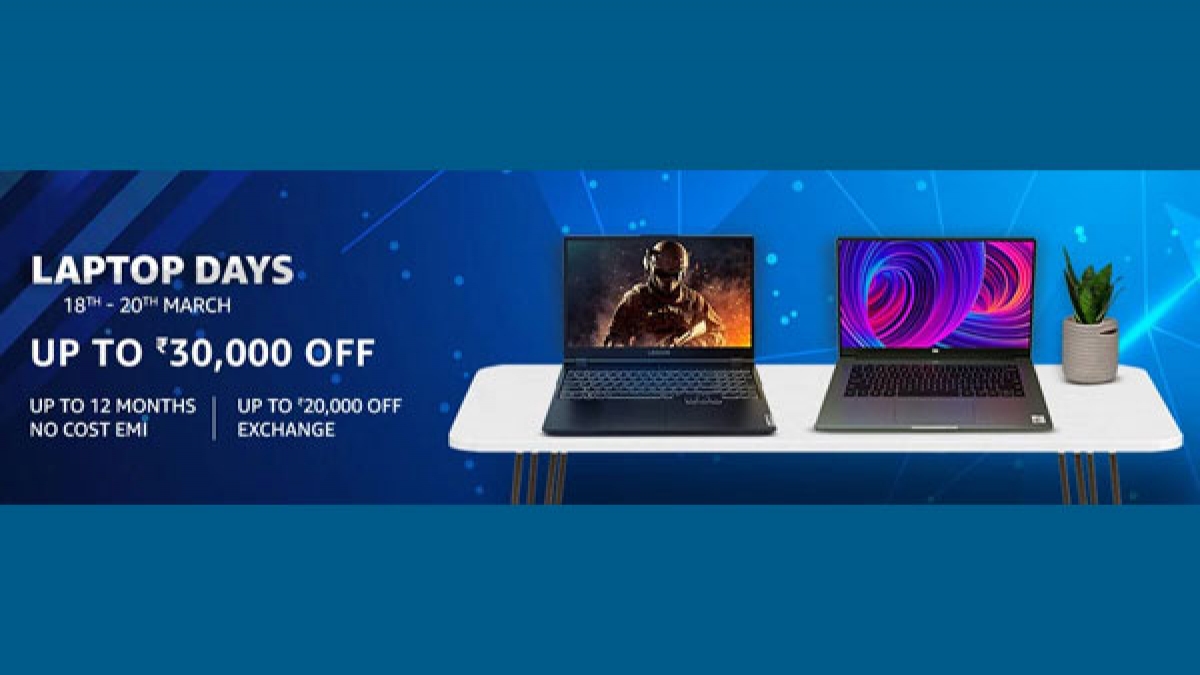 LAPTOP DAYS
18TH - 20TH MARCH
UP TO ₹30,000 OFF
UP TO 12 MONTHS
NO COST EMI
UP TO ₹20,000 OFF
EXCHANGE
LEGION